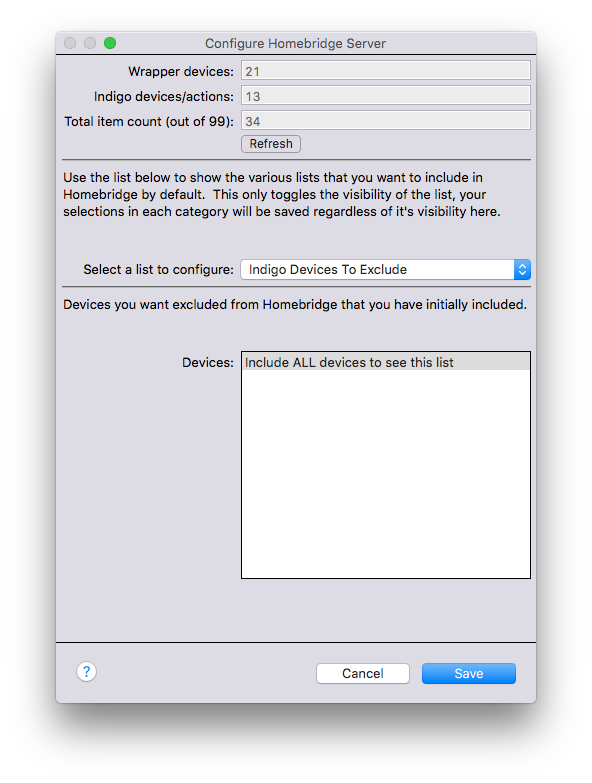 Configure Homebridge Server
Wrapper devices: 21
Indigo devices/actions: 13
Total item count (out of 99): 34
Refresh
Use the list below to show the various lists that you want to include in
Homebridge by default.  This only toggles the visibility of the list, your
selections in each category will be saved regardless of it's visibility here.
Select a list to configure: Indigo Devices To Exclude
Devices you want excluded from Homebridge that you have initially included.
Devices: Include ALL devices to see this list
? Cancel Save